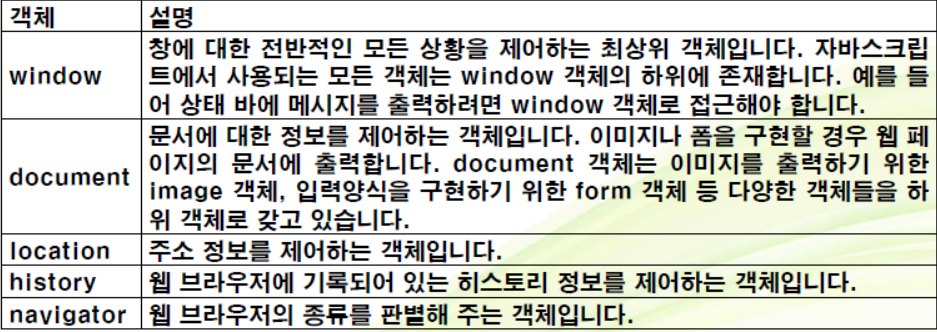 객체 설명
window
창에 대한 전반적인 모든 상황을 제어하는 최상위 객체입니다. 자바스크립
트에서 사용되는 모든 객체는 window 객체의 하위에 존재합니다. 예를 들
어 상태 바에 메시지를 출력하려면 window 객체로 접근해야 합니다.
document
문서에 대한 정보를 제어하는 객체입니다. 이미지나 폼을 구현할 경우 웹 페
이지의 문서에 출력합니다. document 객체는 이미지를 출력하기 위한
image 객체, 입력양식을 구현하기 위한 form 객체 등 다양한 객체들을 하
위 객체로 갖고 있습니다.
location 주소 정보를 제어하는 객체입니다.
history 웹 브라우저에 기록되어 있는 히스토리 정보를 제어하는 객체입니다.
navigator 웹 브라우저의 종류를 판별해 주는 객체입니다.